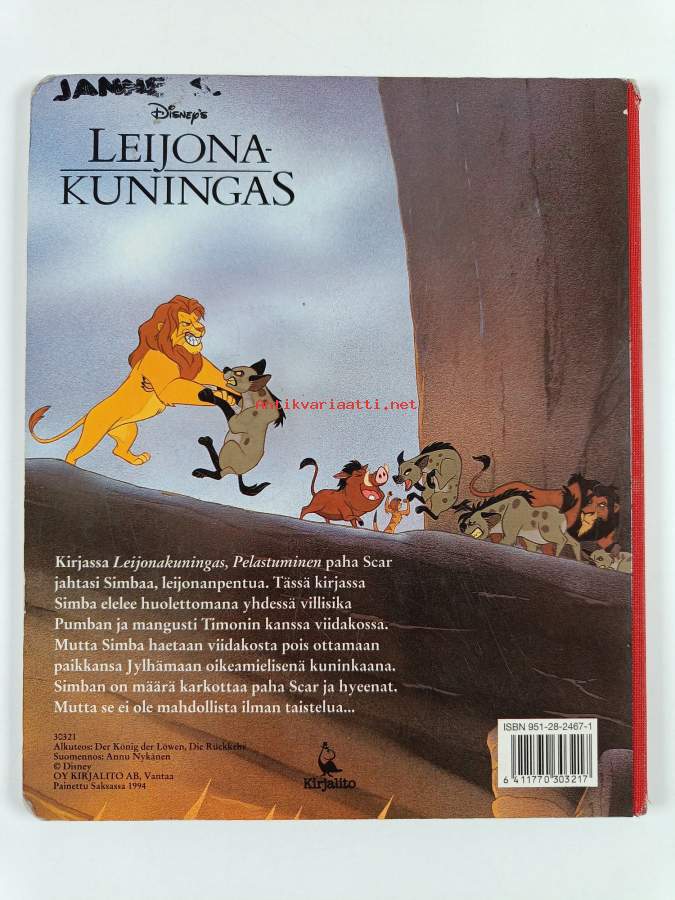 JANNE S.
Disney's
LEIJONA-
KUNINGAS
Antikvariaatti.net
Kirjassa Leijonakuningas, Pelastuminen paha Scar
jahtasi Simbaa, leijonanpentua. Tässä kirjassa
Simba elelee huolettomana yhdessä villisika
Pumban ja mangusti Timonin kanssa viidakossa.
Mutta Simba haetaan viidakosta pois ottamaan
paikkansa Jylhämaan oikeamielisenä kuninkaana.
Simban on määrä karkottaa paha Scar ja hyeenat.
Mutta se ei ole mahdollista ilman taistelua...
30321
Alkuteos: Der König der Löwen, Die Rückkehr
Suomennos: Annu Nykänen
© Disney
OY KIRJALITO AB, Vantaa
Painettu Saksassa 1994
Kirjalito
ISBN 951-28-2467-1
6 411770 303217